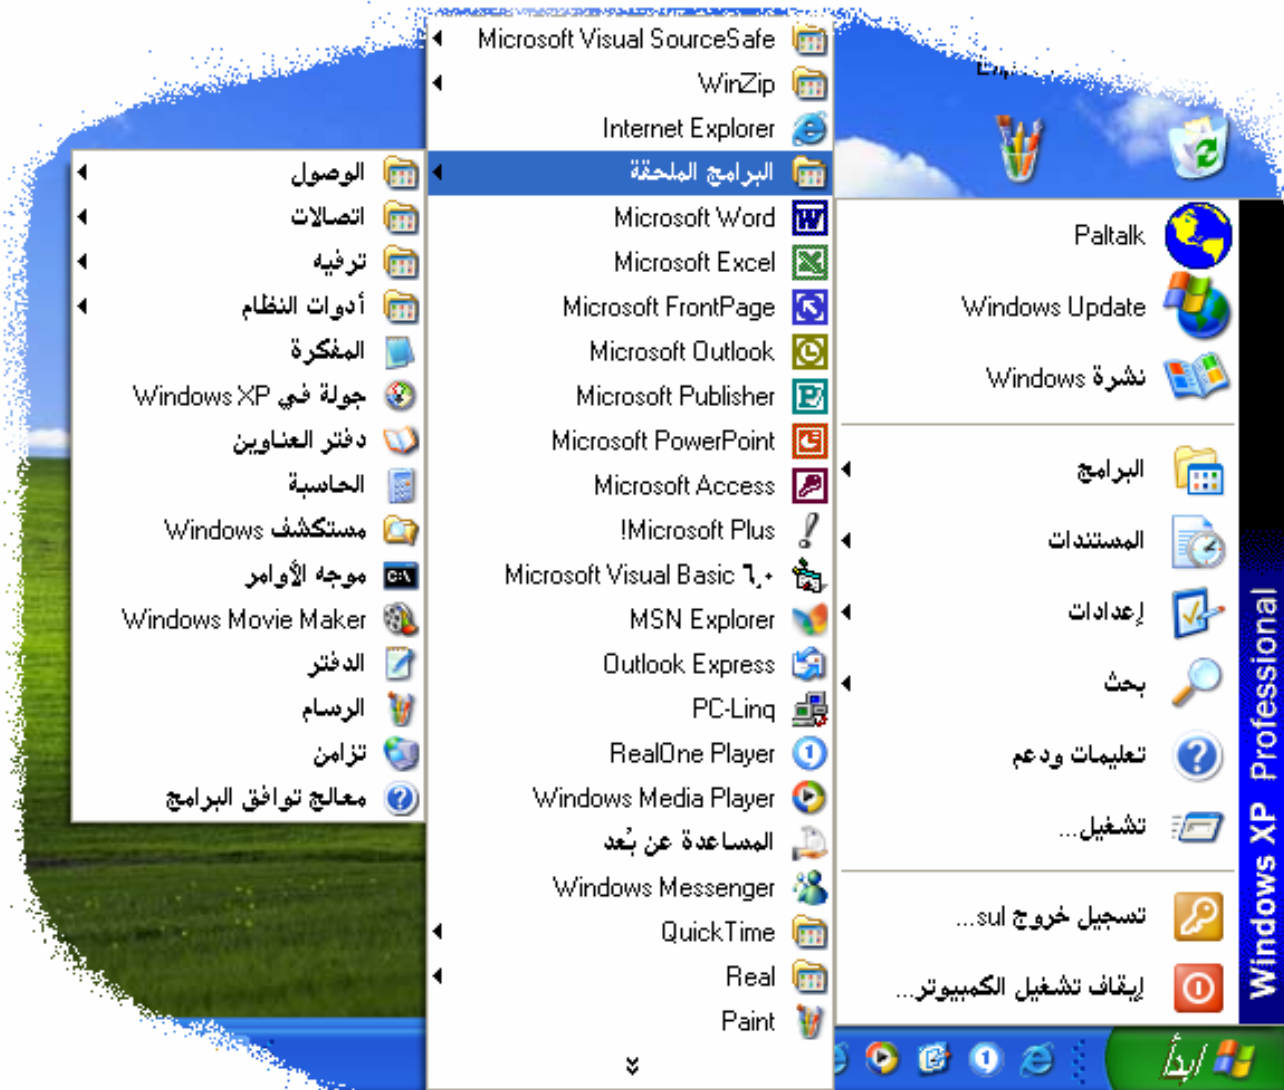 Paltalk
Windows Update
نشرة Windows
البرامج
المستندات
إعدادات
بحث
تعليمات ودعم
تشغيل...
تسجيل خروج sul...
إيقاف تشغيل الكمبيوتر...
Windows XP Professional
ابدأ
Microsoft Visual SourceSafe
WinZip
Internet Explorer
البرامج الملحقة
Microsoft Word
Microsoft Excel
Microsoft FrontPage
Microsoft Outlook
Microsoft Publisher
Microsoft PowerPoint
Microsoft Access
!Microsoft Plus
Microsoft Visual Basic ٦,٠
MSN Explorer
Outlook Express
PC-Linq
RealOne Player
Windows Media Player
المساعدة عن بُعد
Windows Messenger
QuickTime
Real
Paint
الوصول
اتصالات
ترفيه
أدوات النظام
المفكرة
جولة في Windows XP
دفتر العناوين
الحاسبة
مستكشف Windows
موجه الأوامر
Windows Movie Maker
الدفتر
الرسام
تزامن
معالج توافق البرامج